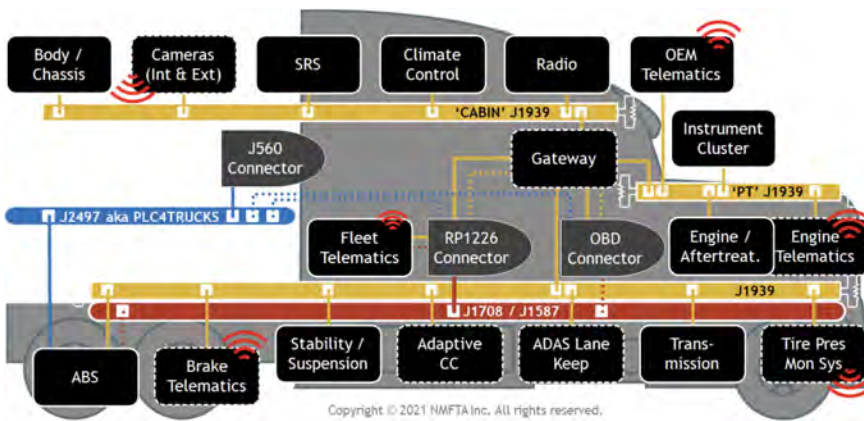 Body /
Chassis
Cameras
(Int & Ext)
SRS
Climate
Control
Radio
OEM
Telematics
'CABIN' J1939
J560
Connector
Gateway
Instrument
Cluster
'PT' J1939
J2497 aka PLC4TRUCKS
Fleet
Telematics
RP1226
Connector
OBD
Connector
Engine /
Aftertreat.
Engine
Telematics
J1939
J1708 / J1587
ABS
Brake
Telematics
Stability /
Suspension
Adaptive
CC
ADAS Lane
Keep
Trans-
mission
Tire Pres
Mon Sys
Copyright © 2021 NMFTA Inc. All rights reserved.